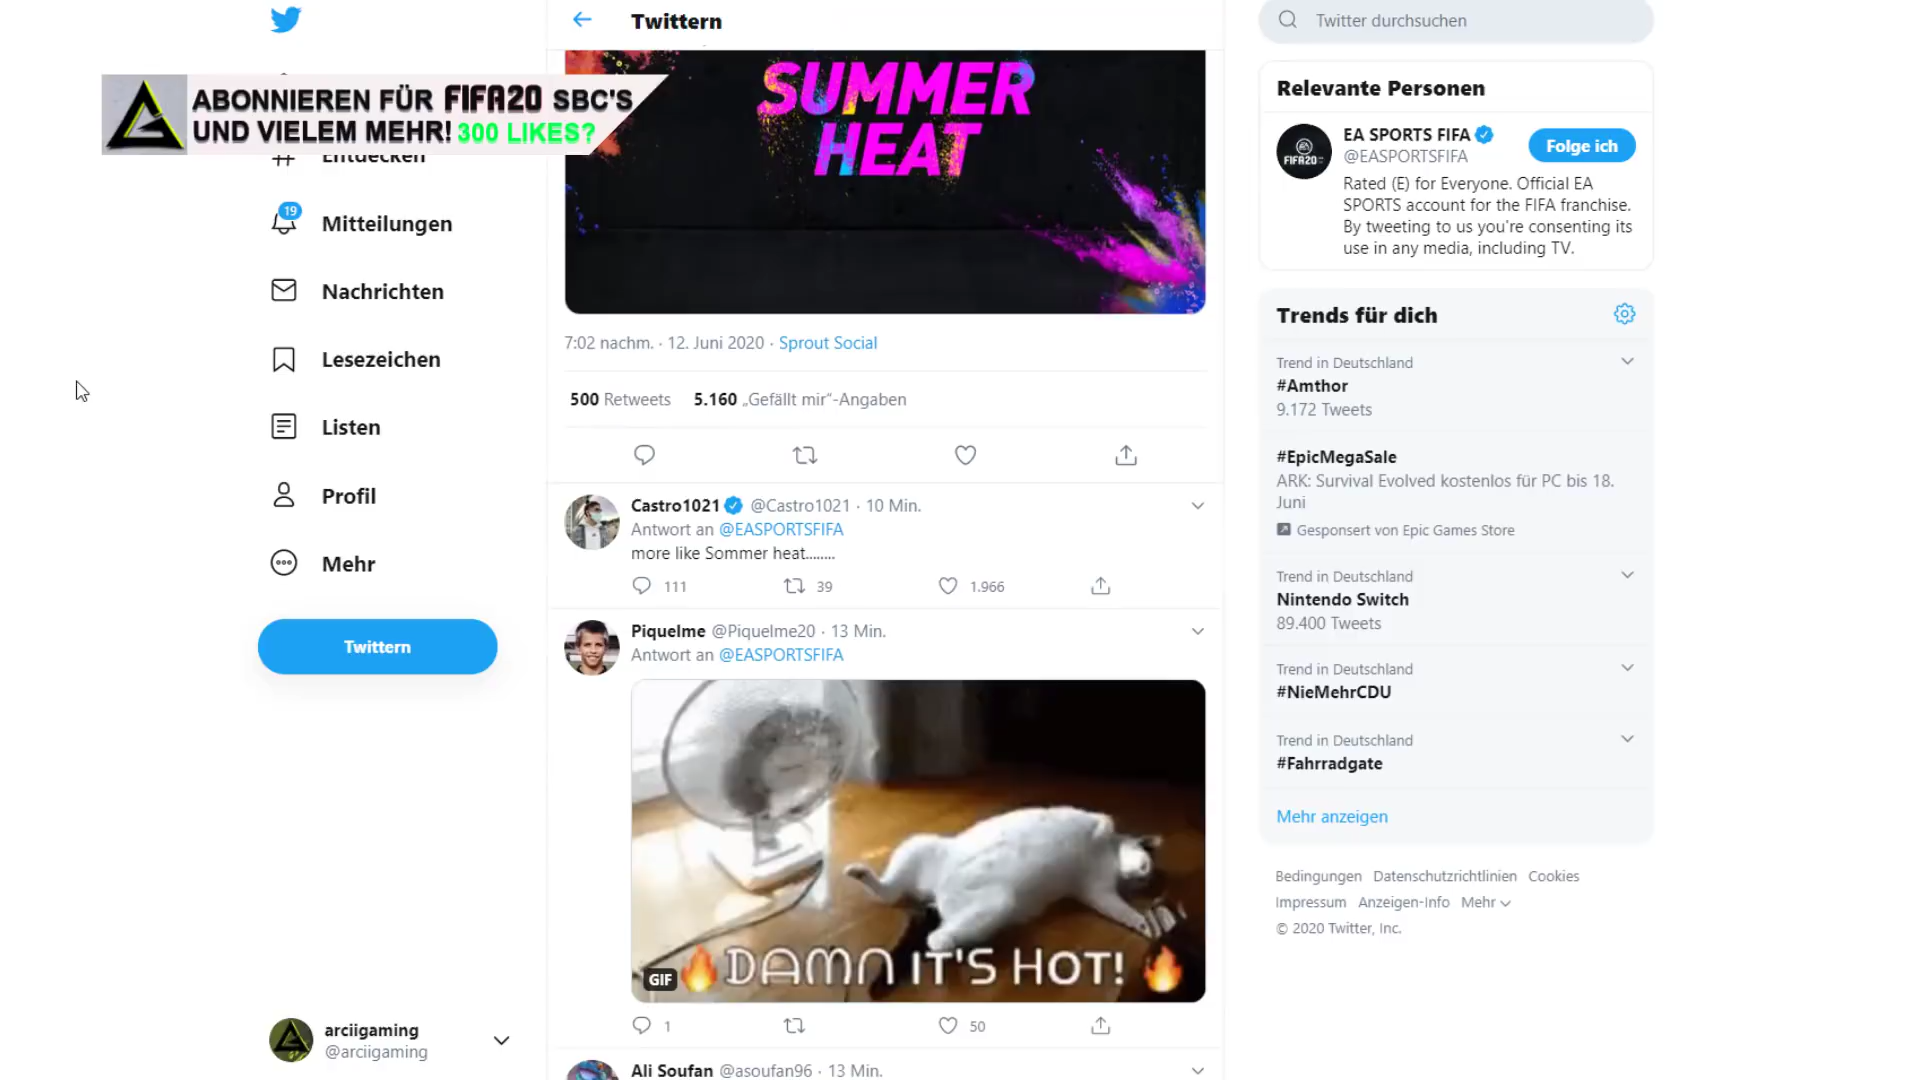 Twittern
Twitter durchsuchen
SUMMER
HEAT
ABONNIEREN FÜR FIFA20 SBC'S
UND VIELEM MEHR! 300 LIKES?
Entdecken
19
Mitteilungen
Nachrichten
Lesezeichen
Listen
Profil
Mehr
Twittern
arciigaming
@arciigaming
7:02 nachm. · 12. Juni 2020 · Sprout Social
500 Retweets 5.160 „Gefällt mir“-Angaben
Castro1021 @Castro1021 · 10 Min.
Antwort an @EASPORTSFIFA
more like Sommer heat........
111 39 1.966
Piquelme @Piquelme20 · 13 Min.
Antwort an @EASPORTSFIFA
DAMN IT'S HOT!
GIF
1 50
Ali Soufan @asoufan96 · 13 Min.
Relevante Personen
EA SPORTS FIFA
@EASPORTSFIFA
Folge ich
FIFA20
Rated (E) for Everyone. Official EA
SPORTS account for the FIFA franchise.
By tweeting to us you're consenting its
use in any media, including TV.
Trends für dich
Trend in Deutschland
#Amthor
9.172 Tweets
#EpicMegaSale
ARK: Survival Evolved kostenlos für PC bis 18.
Juni
Gesponsert von Epic Games Store
Trend in Deutschland
Nintendo Switch
89.400 Tweets
Trend in Deutschland
#NieMehrCDU
Trend in Deutschland
#Fahrradgate
Mehr anzeigen
Bedingungen Datenschutzrichtlinien Cookies
Impressum Anzeigen-Info Mehr
© 2020 Twitter, Inc.